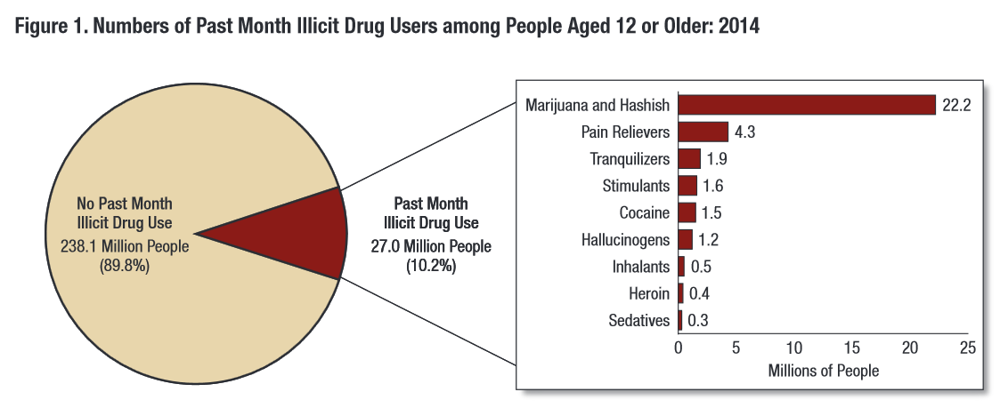 Figure 1. Numbers of Past Month Illicit Drug Users among People Aged 12 or Older: 2014
No Past Month
Illicit Drug Use
238.1 Million People
(89.8%)
Past Month
Illicit Drug Use
27.0 Million People
(10.2%)
Marijuana and Hashish 22.2
Pain Relievers 4.3
Tranquilizers 1.9
Stimulants 1.6
Cocaine 1.5
Hallucinogens 1.2
Inhalants 0.5
Heroin 0.4
Sedatives 0.3
0 5 10 15 20 25
Millions of People